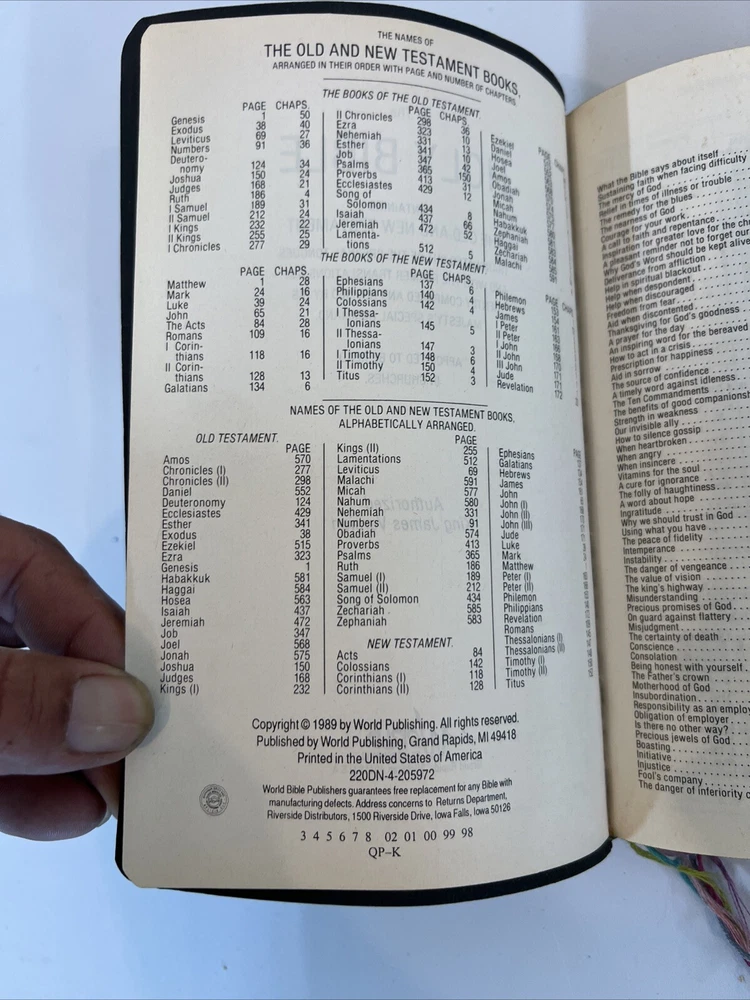 THE NAMES OF
THE OLD AND NEW TESTAMENT BOOKS,
ARRANGED IN THEIR ORDER WITH PAGE AND NUMBER OF CHAPTERS
THE BOOKS OF THE OLD TESTAMENT
PAGE CHAPS.
Genesis 1 50
Exodus 38 40
Leviticus 69 27
Numbers 91 36
Deutero-
nomy 124 34
Joshua 150 24
Judges 168 21
Ruth 186 4
I Samuel 189 31
II Samuel 212 24
I Kings 232 22
II Kings 255 25
I Chronicles 277 29
PAGE CHAPS.
II Chronicles 298 36
Ezra 323 10
Nehemiah 331 13
Esther 341 10
Job 347 42
Psalms 365 150
Proverbs 413 31
Ecclesiastes 429 12
Song of
Solomon 434 8
Isaiah 437 66
Jeremiah 472 52
Lamenta-
tions 512 5
Ezekiel
Daniel
Hosea
Joel
Amos
Obadiah
Jonah
Micah
Nahum
Habakkuk
Zephaniah
Haggai
Zechariah
Malachi
THE BOOKS OF THE NEW TESTAMENT
PAGE CHAPS.
Matthew 1 28
Mark 24 16
Luke 39 24
John 65 21
The Acts 84 28
Romans 109 16
I Corin-
thians 118 16
II Corin-
thians 128 13
Galatians 134 6
PAGE CHAPS.
Ephesians 137 6
Philippians 140 4
Colossians 142 4
I Thessa-
lonians 145 5
II Thessa-
lonians 147 3
I Timothy 148 6
II Timothy 150 4
Titus 152 3
Philemon
Hebrews
James
I Peter
II Peter
I John
II John
III John
Jude
Revelation 172
NAMES OF THE OLD AND NEW TESTAMENT BOOKS,
ALPHABETICALLY ARRANGED.
OLD TESTAMENT.
PAGE
Amos 570
Chronicles (I) 277
Chronicles (II) 298
Daniel 552
Deuteronomy 124
Ecclesiastes 429
Esther 341
Exodus 38
Ezekiel 515
Ezra 323
Genesis 1
Habakkuk 581
Haggai 584
Hosea 563
Isaiah 437
Jeremiah 472
Job 347
Joel 568
Jonah 575
Joshua 150
Judges 168
Kings (I) 232
PAGE
Kings (II) 255
Lamentations 512
Leviticus 69
Malachi 591
Micah 577
Nahum 580
Nehemiah 331
Numbers 91
Obadiah 574
Proverbs 413
Psalms 365
Ruth 186
Samuel (I) 189
Samuel (II) 212
Song of Solomon 434
Zechariah 585
Zephaniah 583
NEW TESTAMENT.
Acts 84
Colossians 142
Corinthians (I) 118
Corinthians (II) 128
Ephesians
Galatians
Hebrews
James
John
John (I)
John (II)
John (III)
Jude
Luke
Mark
Matthew
Peter (I)
Peter (II)
Philemon
Philippians
Revelation
Romans
Thessalonians (I)
Thessalonians (II)
Timothy (I)
Timothy (II)
Titus
Copyright © 1989 by World Publishing. All rights reserved.
Published by World Publishing, Grand Rapids, MI 49418
Printed in the United States of America
220DN-4-205972
World Bible Publishers guarantees free replacement for any Bible with
manufacturing defects. Address concerns to Returns Department,
Riverside Distributors, 1500 Riverside Drive, Iowa Falls, Iowa 50126
3 4 5 6 7 8 02 01 00 99 98
QP–K
What the Bible says about itself
Sustaining faith when facing difficulty
The mercy of God
Relief in times of illness or trouble
The remedy for the blues
The nearness of God
Courage for your work
A call to faith and repentance
Inspiration for greater love for the
A pleasant reminder not to forget our
Why God's Word should be kept alive
Deliverance from affliction
Help in spiritual blackout
Help when despondent
Help when discouraged
Freedom from fear
Aid when discontented
Thanksgiving for God's goodness
A prayer for the day
An inspiring word for the bereaved
How to act in a crisis
Prescription for happiness
Aid in sorrow
The source of confidence
A timely word against idleness
The Ten Commandments
The benefits of good companionsh
Strength in weakness
Our invisible ally
How to silence gossip
When heartbroken
When angry
When insincere
Vitamins for the soul
A cure for ignorance
The folly of haughtiness
A word about hope
Ingratitude
Why we should trust in God
Using what you have
The peace of fidelity
Intemperance
Instability
The danger of vengeance
The value of vision
The king's highway
Misunderstanding
Precious promises of God
On guard against flattery
Misjudgment
The certainty of death
Conscience
Consolation
Being honest with yourself
The Father's crown
Motherhood of God
Insubordination
Responsibility as an employ
Obligation of employer
Is there no other way?
Precious jewels of God
Boasting
Initiative
Injustice
Fool's company
The danger of inferiority c